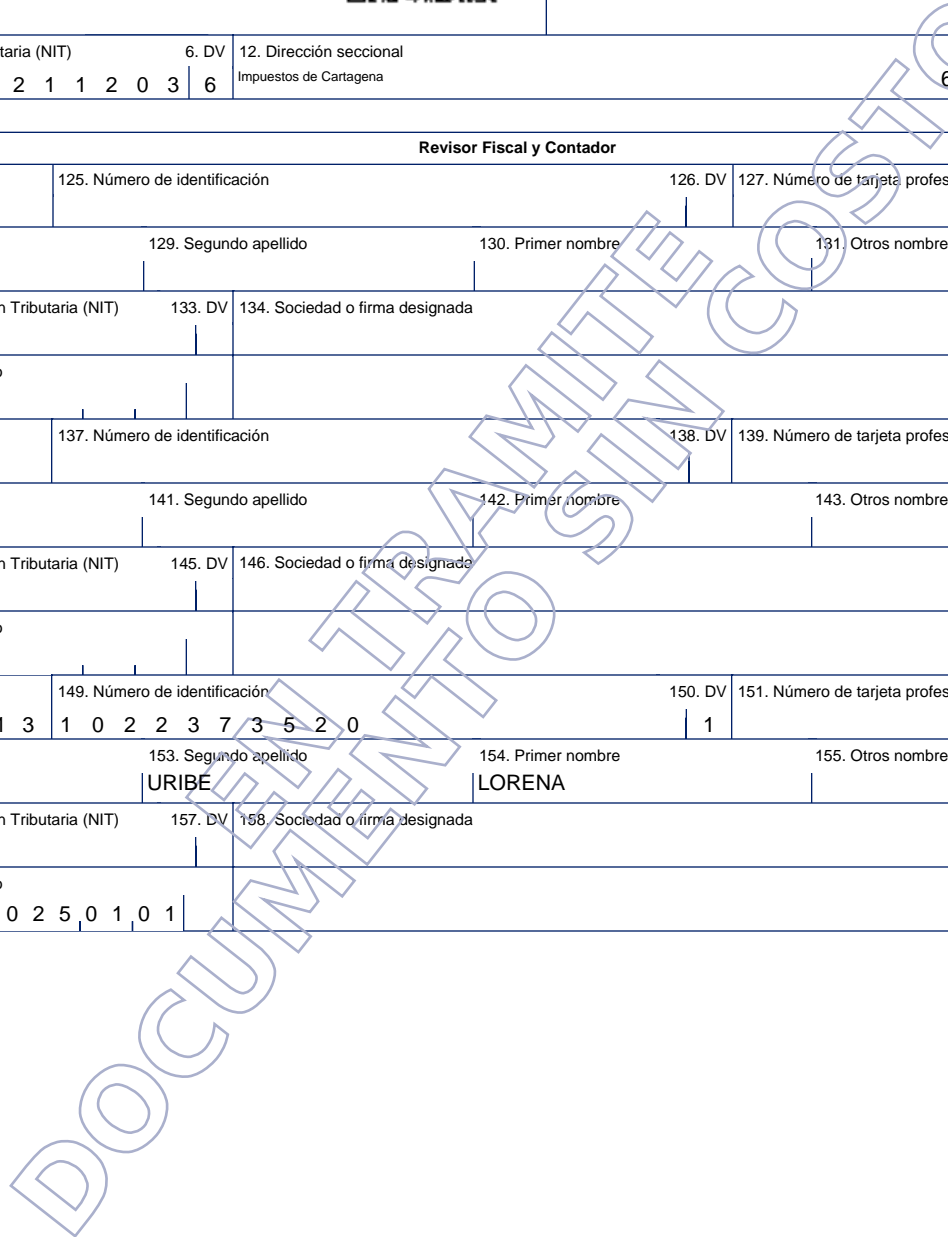 taria (NIT) 6. DV 12. Dirección seccional
2 1 1 2 0 3 6 Impuestos de Cartagena 6
Revisor Fiscal y Contador
125. Número de identificación 126. DV 127. Número de tarjeta profes
129. Segundo apellido 130. Primer nombre 131. Otros nombre
n Tributaria (NIT) 133. DV 134. Sociedad o firma designada
137. Número de identificación 138. DV 139. Número de tarjeta profes
141. Segundo apellido 142. Primer nombre 143. Otros nombre
n Tributaria (NIT) 145. DV 146. Sociedad o firma designada
149. Número de identificación 150. DV 151. Número de tarjeta profes
1 3 1 0 2 2 3 7 3 5 2 0 1
153. Segundo apellido 154. Primer nombre 155. Otros nombre
URIBE LORENA
n Tributaria (NIT) 157. DV 158. Sociedad o firma designada
0 2 5 0 1 0 1
EN TRAMITE
DOCUMENTO SIN COSTO